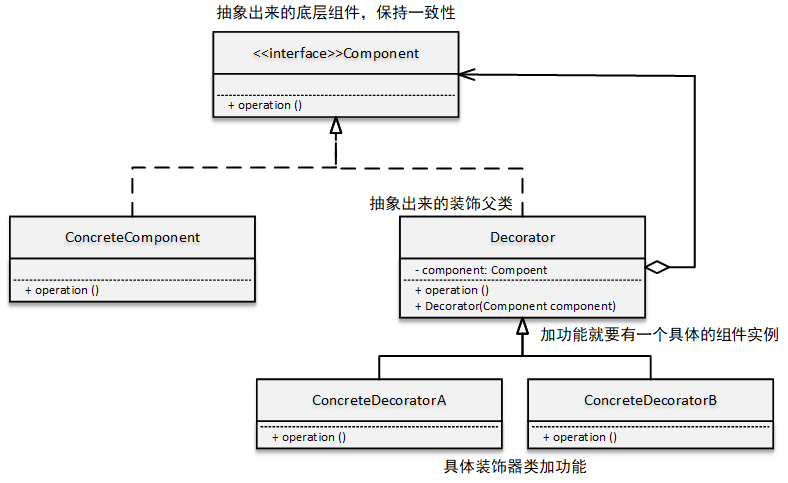 抽象出来的底层组件，保持一致性
<<interface>>Component
+ operation ()
抽象出来的装饰父类
ConcreteComponent
+ operation ()
Decorator
- component: Compoent
+ operation ()
+ Decorator(Component component)
加功能就要有一个具体的组件实例
ConcreteDecoratorA
+ operation ()
ConcreteDecoratorB
+ operation ()
具体装饰器类加功能